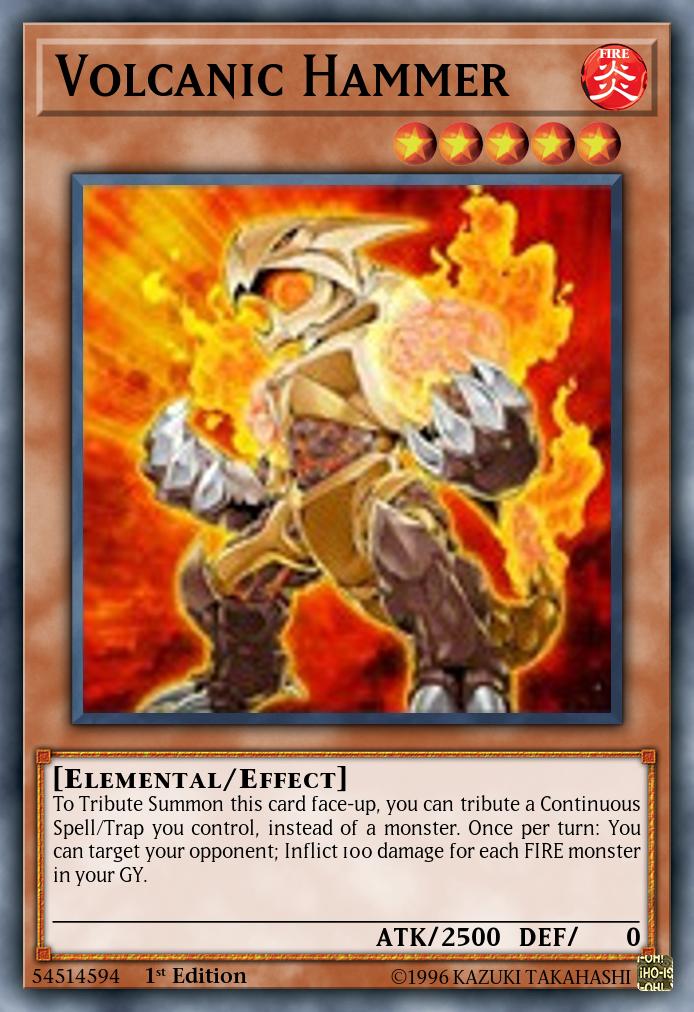 Volcanic Hammer
FIRE
炎
[Elemental/Effect]
To Tribute Summon this card face-up, you can tribute a Continuous
Spell/Trap you control, instead of a monster. Once per turn: You
can target your opponent; Inflict 100 damage for each FIRE monster
in your GY.
ATK/2500 DEF/ 0
54514594 1st Edition ©1996 KAZUKI TAKAHASHI